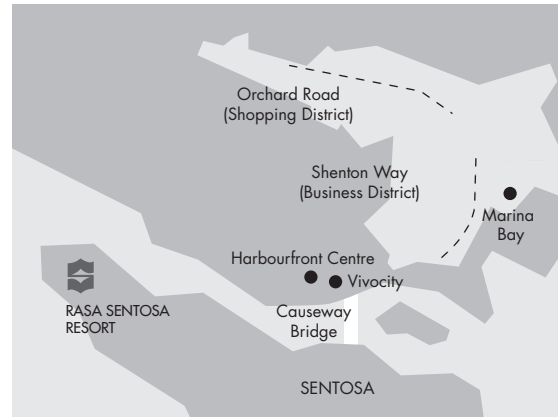 Orchard Road
(Shopping District)
Shenton Way
(Business District)
Marina
Bay
Harbourfront Centre
Vivocity
RASA SENTOSA
RESORT
Causeway
Bridge
SENTOSA